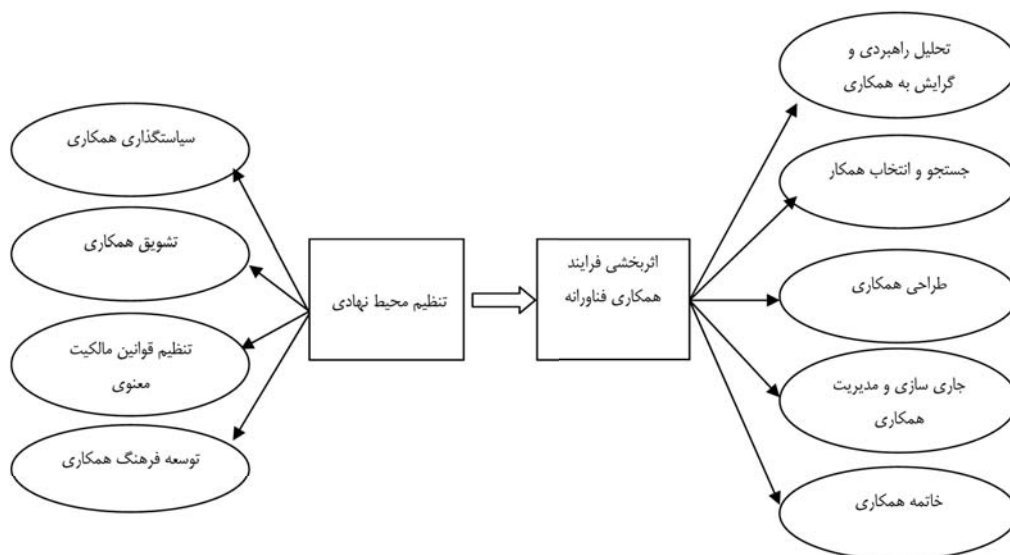 تحلیل راهبردی و
گرایش به همکاری
جستجو و انتخاب همکار
طراحی همکاری
جاری سازی و مدیریت
همکاری
خاتمه همکاری
اثربخشی فرایند
همکاری فناورانه
تنظیم محیط نهادی
سیاستگذاری همکاری
تشویق همکاری
تنظیم قوانین مالکیت
معنوی
توسعه فرهنگ همکاری